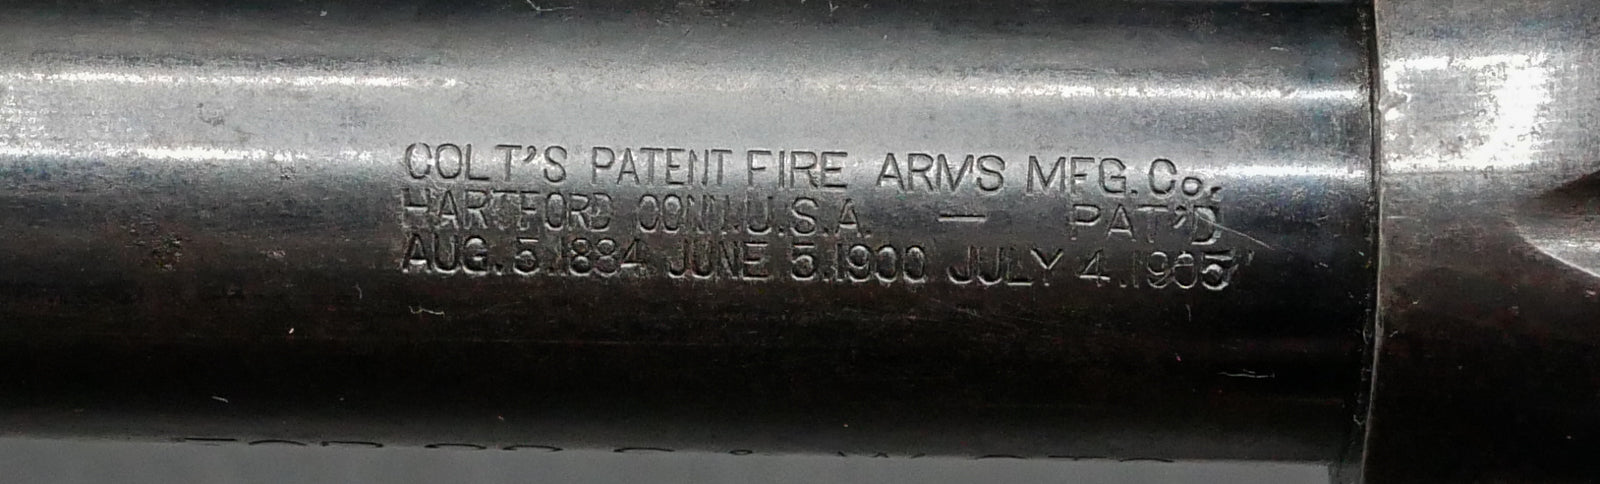 COLT'S PATENT FIRE ARMS MFG. Co.
HARTFORD CONN. U.S.A. — PAT'D
AUG. 5. 1884 JUNE 5. 1900 JULY 4. 1905